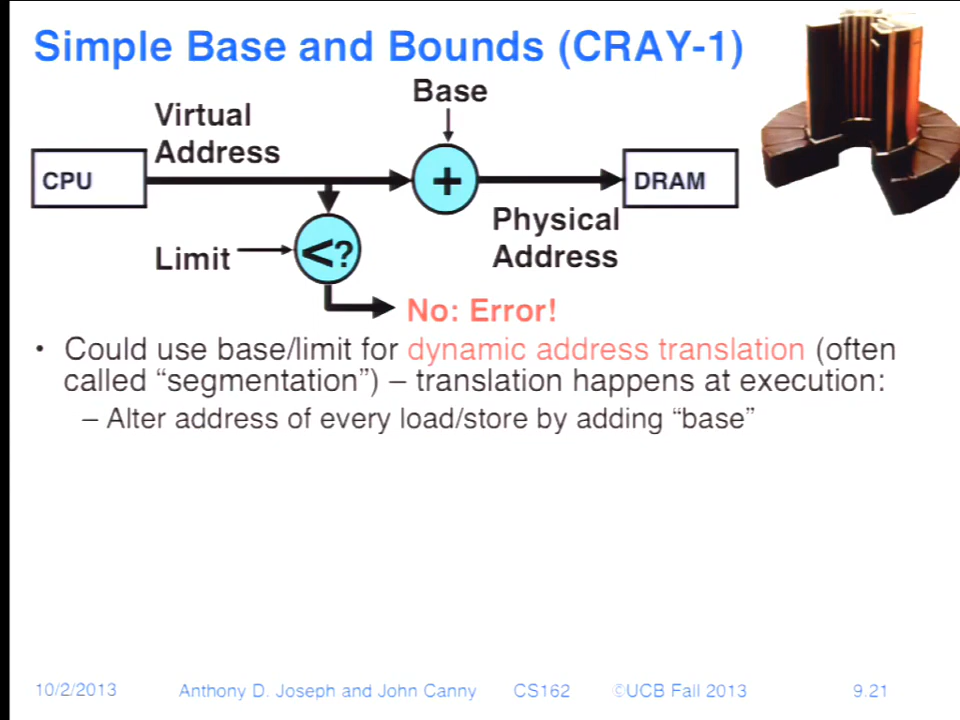 Simple Base and Bounds (CRAY-1)
Base
Virtual
Address
CPU
+
DRAM
Physical
Address
Limit
<?
No: Error!
• Could use base/limit for dynamic address translation (often
called “segmentation”) – translation happens at execution:
– Alter address of every load/store by adding “base”
10/2/2013 Anthony D. Joseph and John Canny CS162 ©UCB Fall 2013 9.21